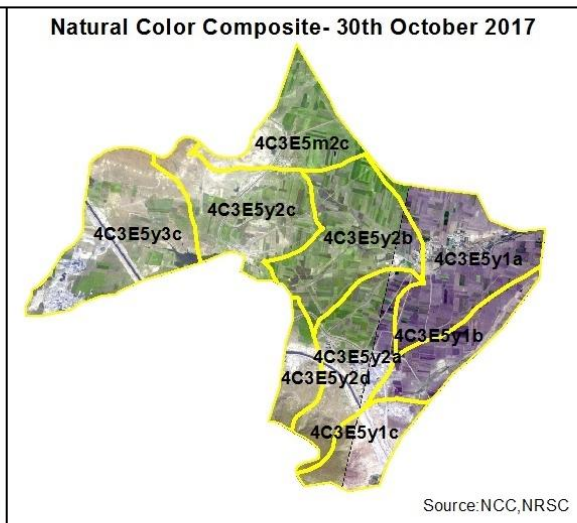 Natural Color Composite- 30th October 2017
4C3E5m2c
4C3E5y2c
4C3E5y3c
4C3E5y2b
4C3E5y1a
4C3E5y1b
4C3E5y2a
4C3E5y2d
4C3E5y1c
Source:NCC,NRSC